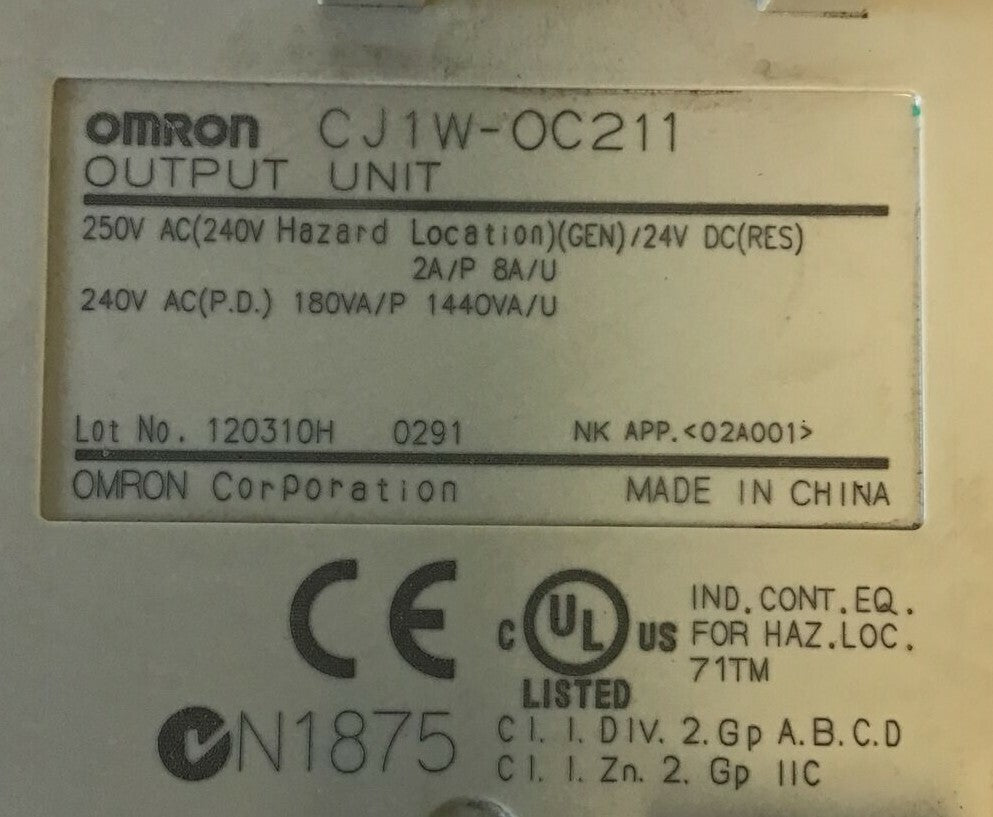 OMRON CJ1W-OC211
OUTPUT UNIT
250V AC(240V Hazard Location)(GEN)/24V DC(RES)
2A/P 8A/U
240V AC(P.D.) 180VA/P 1440VA/U
Lot No. 120310H 0291 NK APP.<02A001>
OMRON Corporation MADE IN CHINA
CE
C UL US
LISTED
IND.CONT.EQ.
FOR HAZ.LOC.
71TM
N1875
Cl. I. DIV. 2. Gp A.B.C.D
Cl. I. Zn. 2. Gp IIC